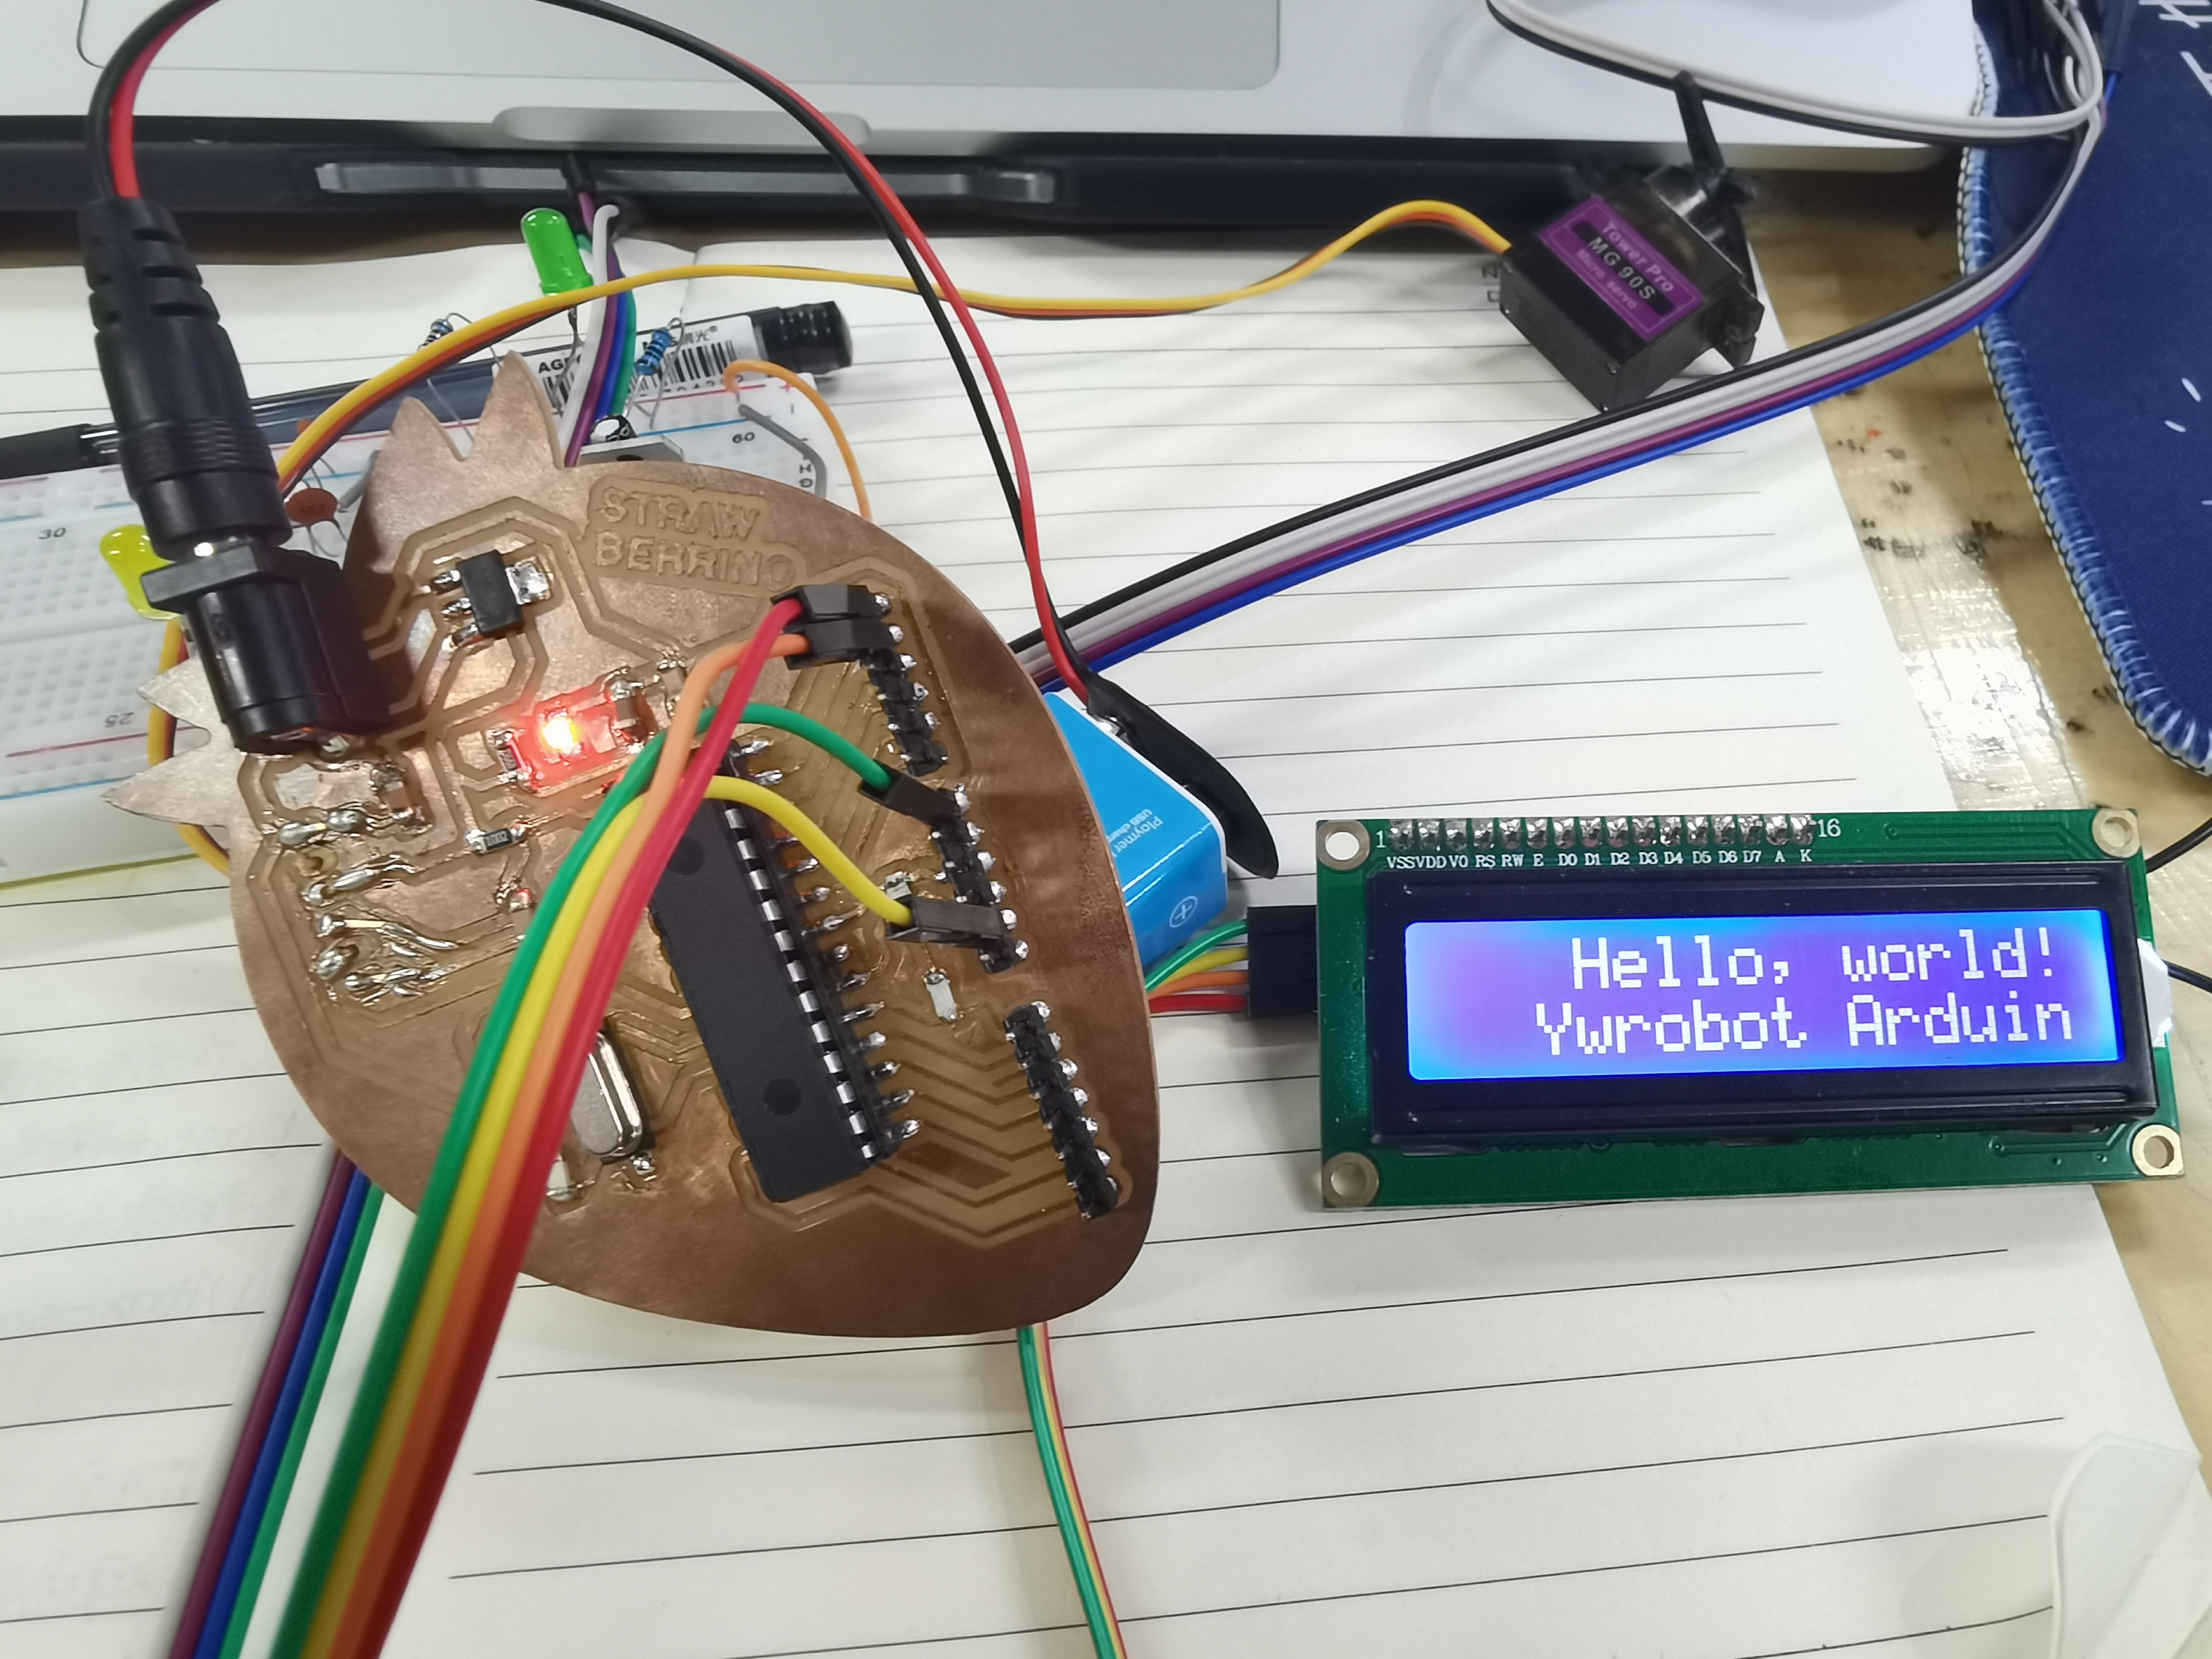 Tower Pro
MG 90S
Micro servo
60
30
25
STRAW
BERRINO
1
16
VSS VDD V0 RS RW E D0 D1 D2 D3 D4 D5 D6 D7 A K
Hello, world!
Ywrobot Arduin